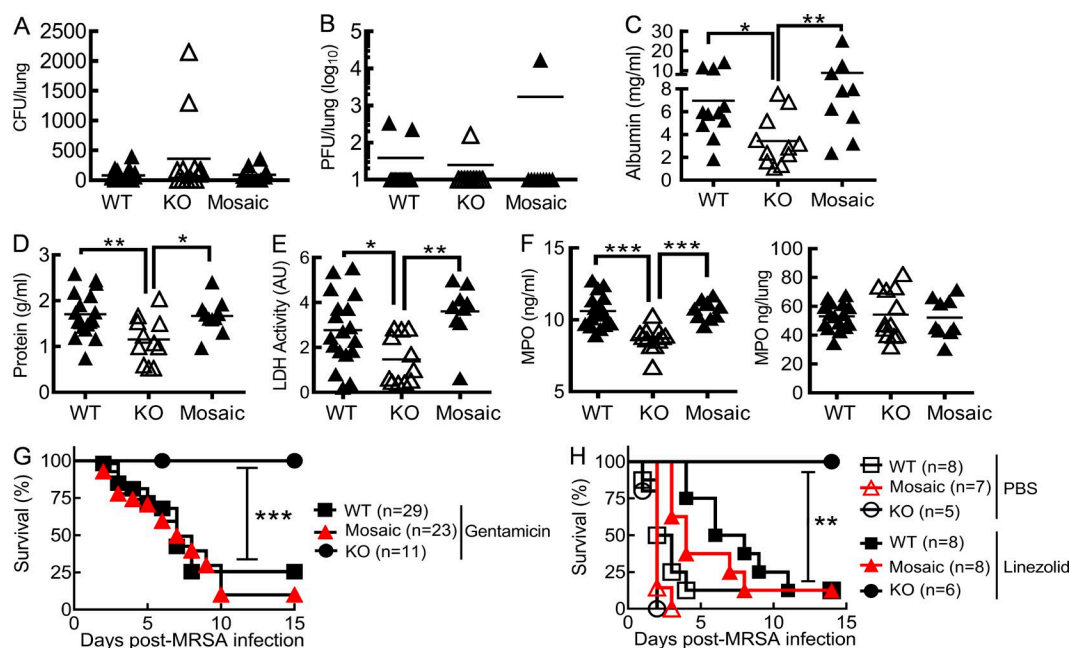 A
CFU/lung
2500
2000
1500
1000
500
0
WT KO Mosaic
B
PFU/lung (log10)
5
4
3
2
1
WT KO Mosaic
C
Albumin (mg/ml)
30
20
10
8
6
4
2
0
* **
WT KO Mosaic
D
Protein (g/ml)
3
2
1
0
** *
WT KO Mosaic
E
LDH Activity (AU)
6
4
2
0
* **
WT KO Mosaic
F
MPO (ng/ml)
15
10
5
*** ***
WT KO Mosaic
MPO ng/lung
100
80
60
40
20
0
WT KO Mosaic
G
Survival (%)
100
75
50
25
0
0 5 10 15
Days post-MRSA infection
***
WT (n=29)
Mosaic (n=23)
KO (n=11)
Gentamicin
H
Survival (%)
100
75
50
25
0
0 5 10 15
Days post-MRSA infection
**
WT (n=8)
Mosaic (n=7)
KO (n=5)
PBS
WT (n=8)
Mosaic (n=8)
KO (n=6)
Linezolid